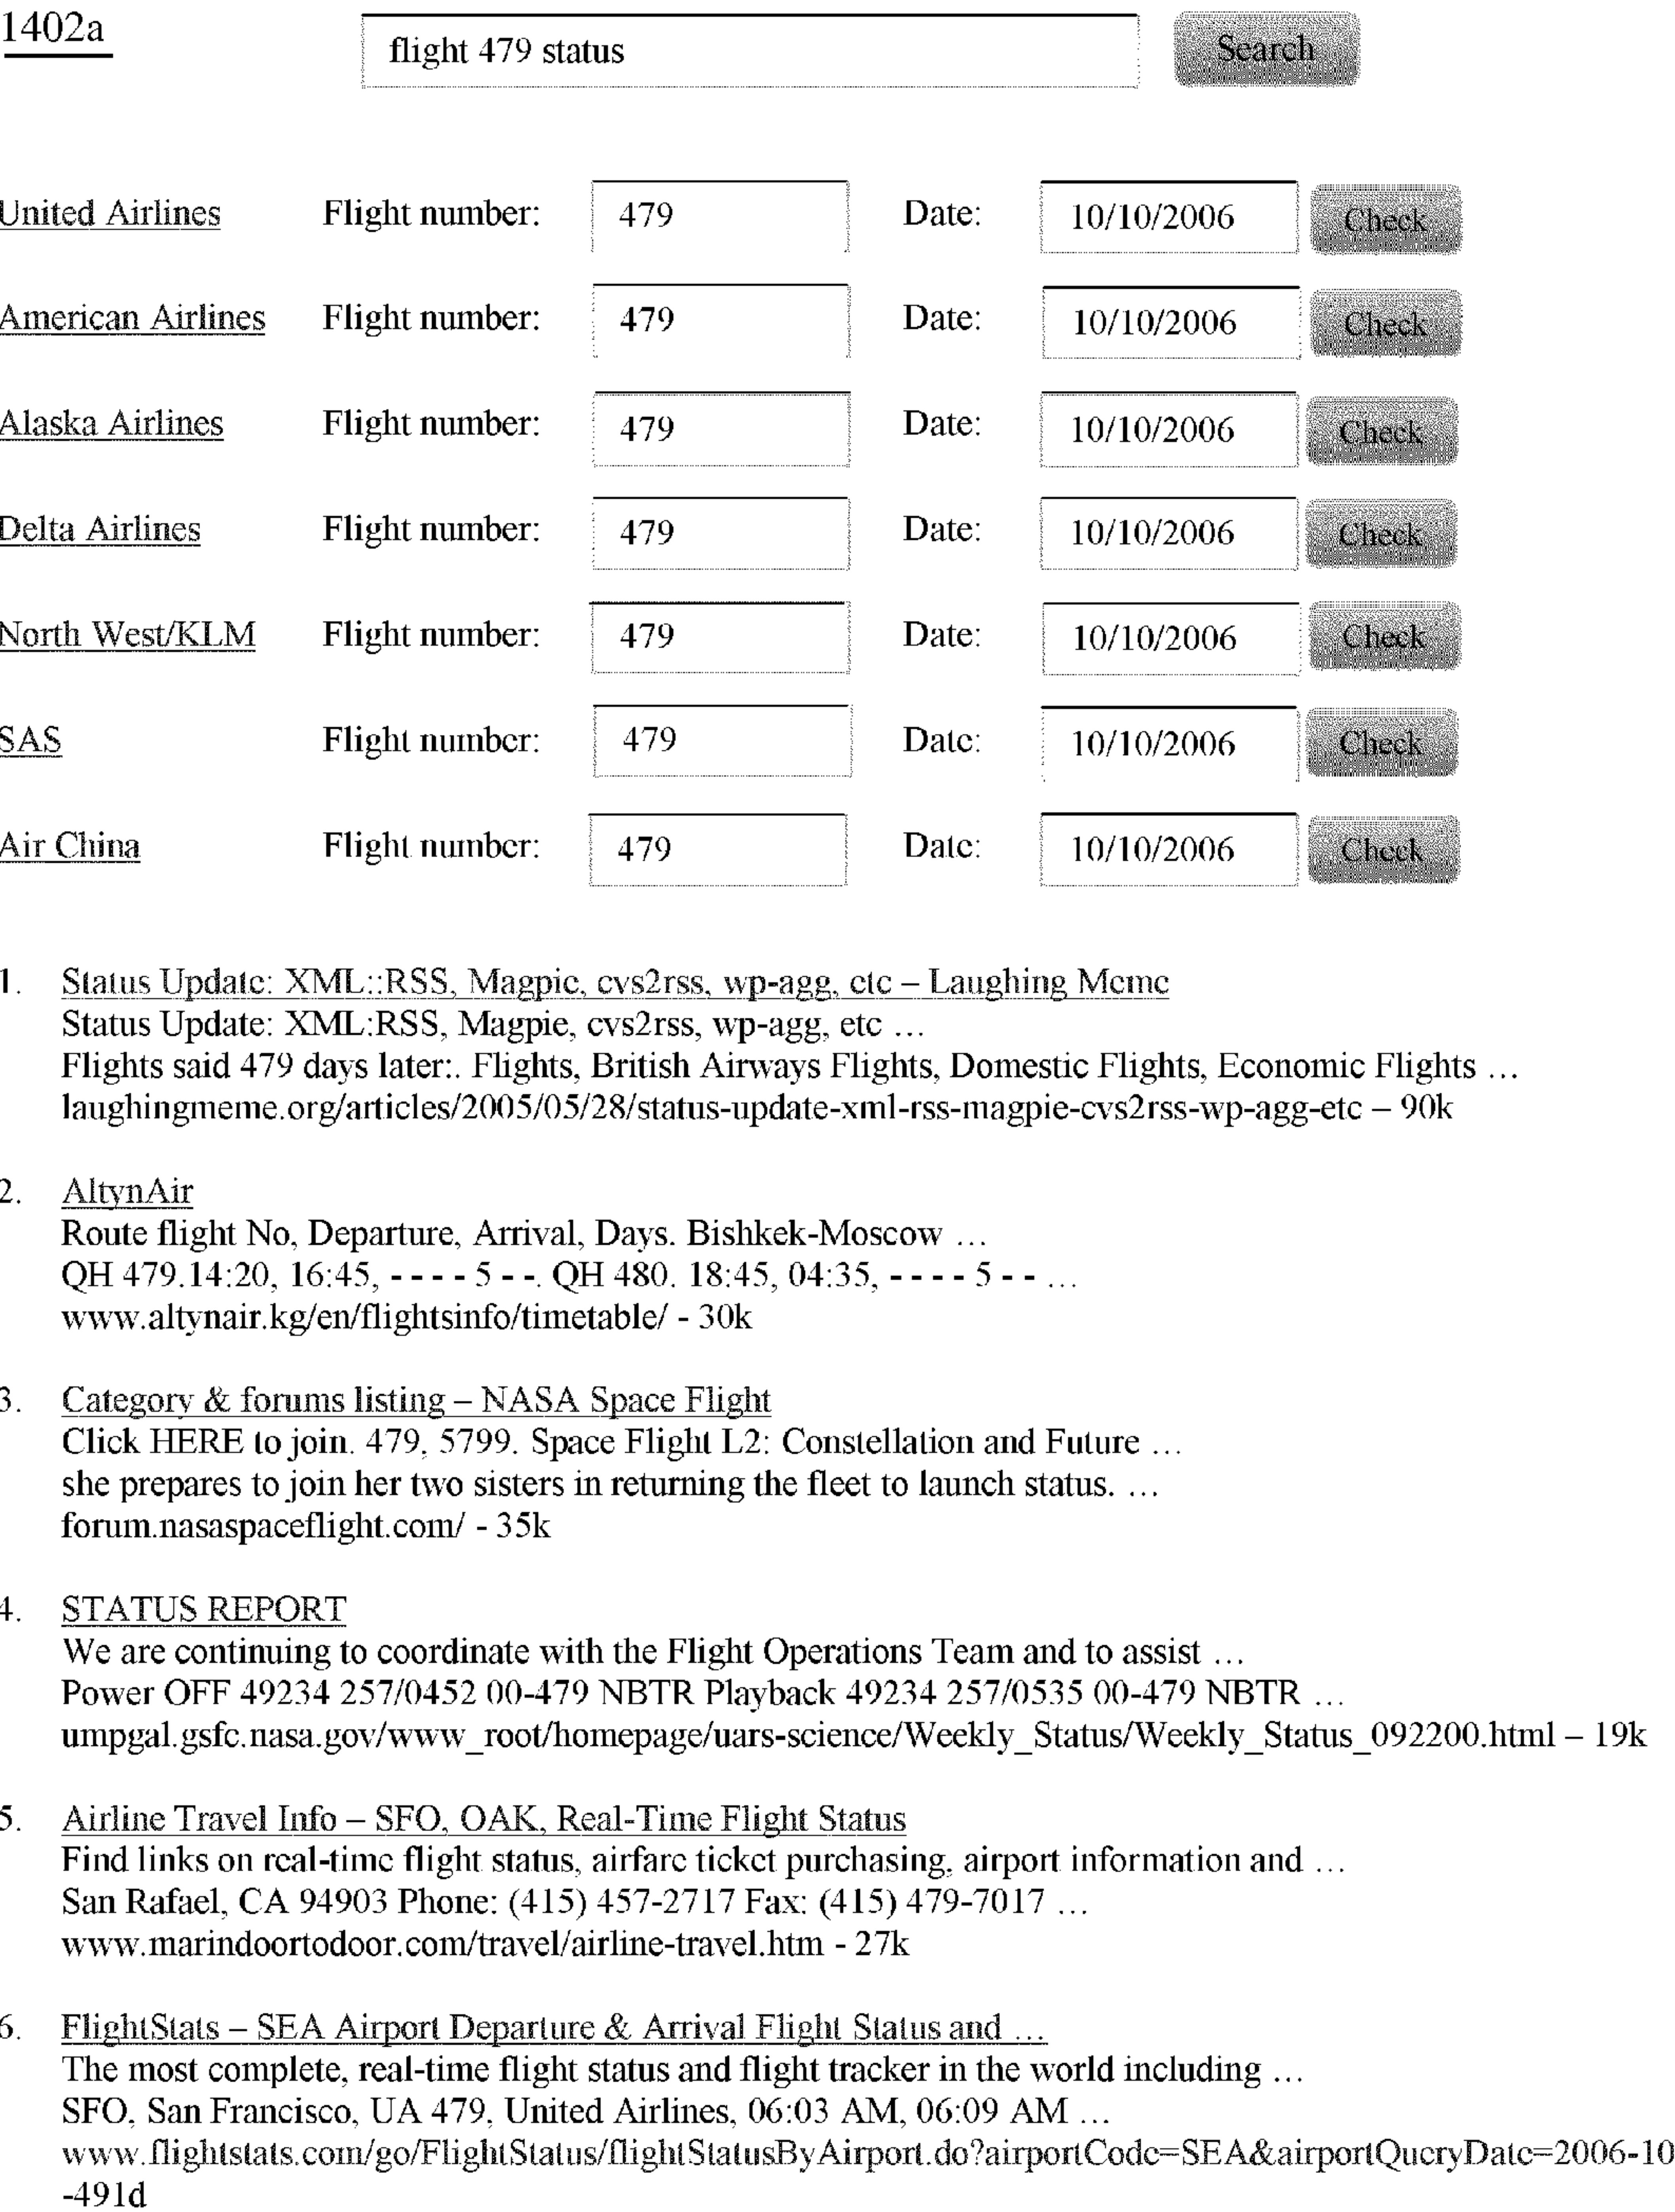 1402a
flight 479 status Search
United Airlines Flight number: 479 Date: 10/10/2006 Check
American Airlines Flight number: 479 Date: 10/10/2006 Check
Alaska Airlines Flight number: 479 Date: 10/10/2006 Check
Delta Airlines Flight number: 479 Date: 10/10/2006 Check
North West/KLM Flight number: 479 Date: 10/10/2006 Check
SAS Flight number: 479 Date: 10/10/2006 Check
Air China Flight number: 479 Date: 10/10/2006 Check
1. Status Update: XML::RSS, Magpie, cvs2rss, wp-agg, etc – Laughing Meme
Status Update: XML:RSS, Magpie, cvs2rss, wp-agg, etc ...
Flights said 479 days later:. Flights, British Airways Flights, Domestic Flights, Economic Flights ...
laughingmeme.org/articles/2005/05/28/status-update-xml-rss-magpie-cvs2rss-wp-agg-etc – 90k
2. AltynAir
Route flight No, Departure, Arrival, Days. Bishkek-Moscow ...
QH 479.14:20, 16:45, - - - - 5 - -. QH 480. 18:45, 04:35, - - - - 5 - - ...
www.altynair.kg/en/flightsinfo/timetable/ - 30k
3. Category & forums listing – NASA Space Flight
Click HERE to join. 479, 5799. Space Flight L2: Constellation and Future ...
she prepares to join her two sisters in returning the fleet to launch status. ...
forum.nasaspaceflight.com/ - 35k
4. STATUS REPORT
We are continuing to coordinate with the Flight Operations Team and to assist ...
Power OFF 49234 257/0452 00-479 NBTR Playback 49234 257/0535 00-479 NBTR ...
umpgal.gsfc.nasa.gov/www_root/homepage/uars-science/Weekly_Status/Weekly_Status_092200.html – 19k
5. Airline Travel Info – SFO, OAK, Real-Time Flight Status
Find links on real-time flight status, airfare ticket purchasing, airport information and ...
San Rafael, CA 94903 Phone: (415) 457-2717 Fax: (415) 479-7017 ...
www.marindoortodoor.com/travel/airline-travel.htm - 27k
6. FlightStats – SEA Airport Departure & Arrival Flight Status and ...
The most complete, real-time flight status and flight tracker in the world including ...
SFO, San Francisco, UA 479, United Airlines, 06:03 AM, 06:09 AM ...
www.flightstats.com/go/FlightStatus/flightStatusByAirport.do?airportCode=SEA&airportQueryDate=2006-10
-491d